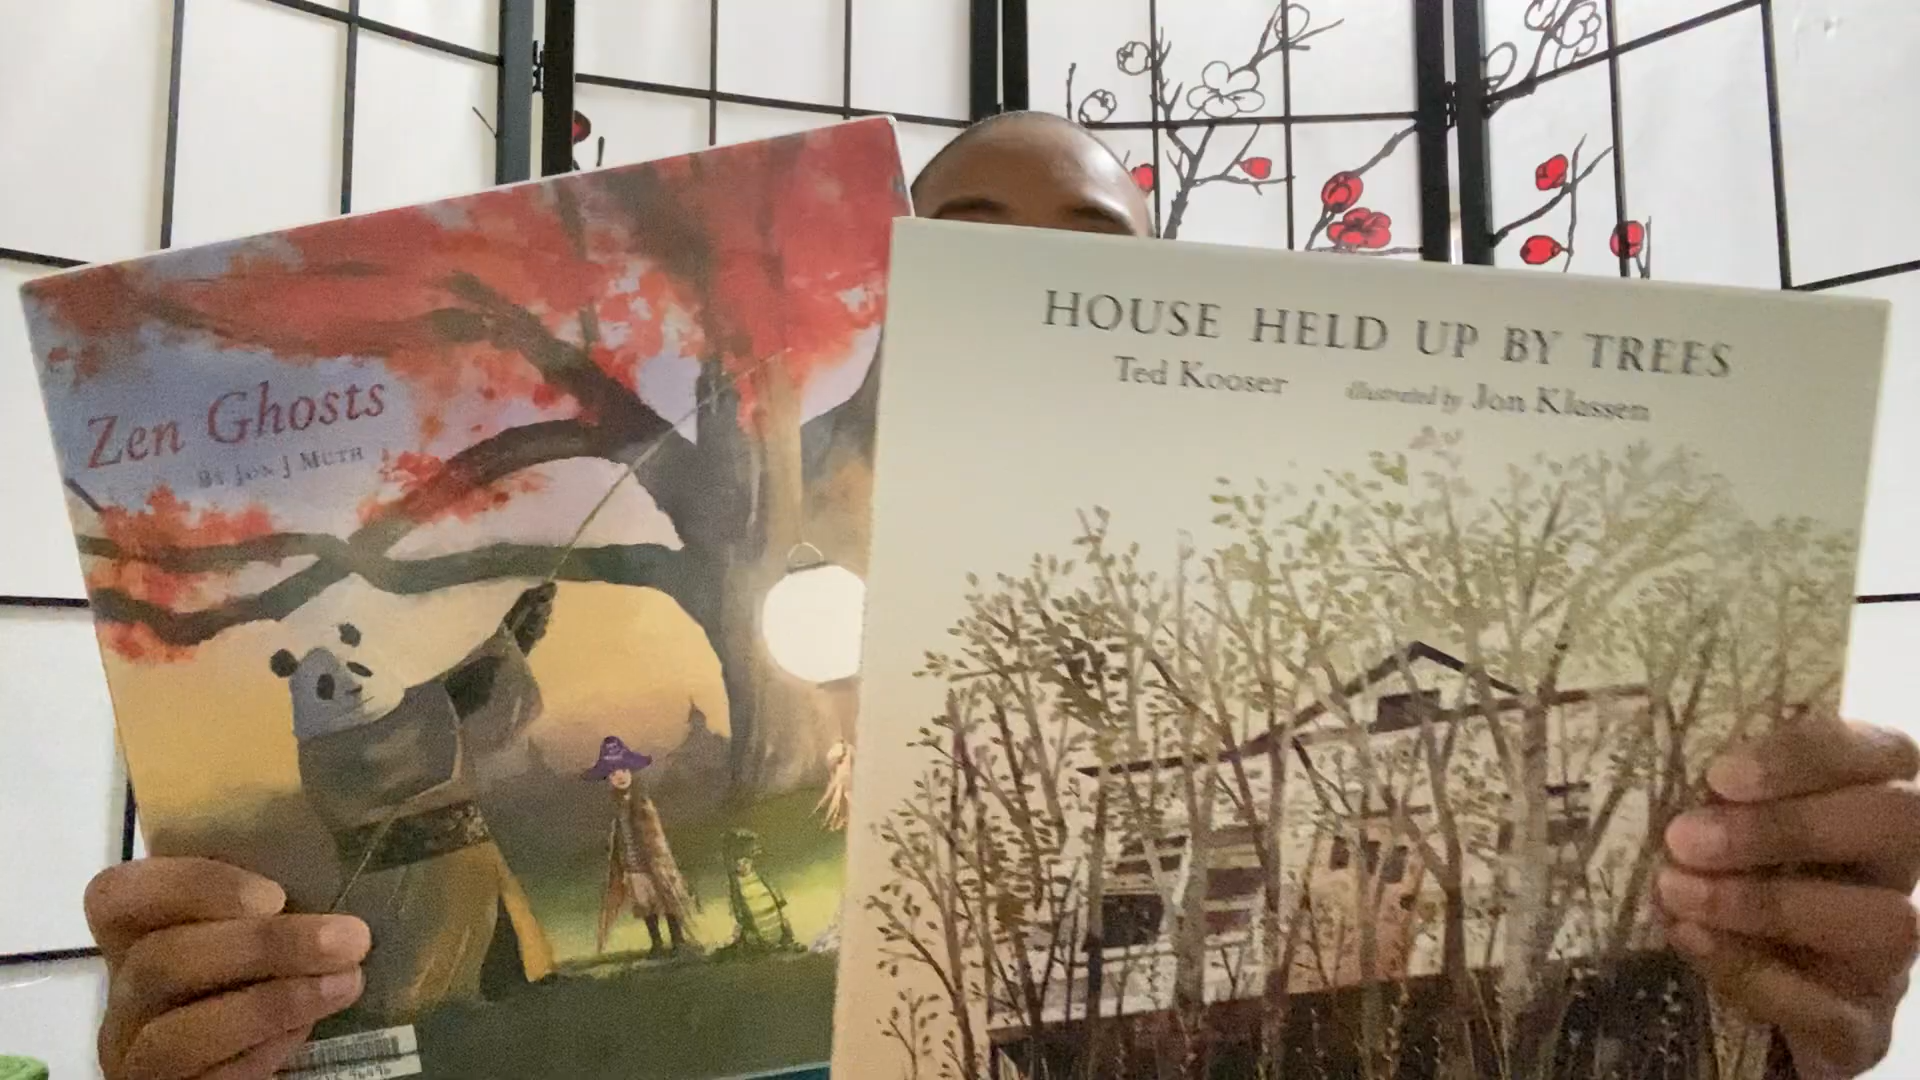 Zen Ghosts
BY JON J MUTH
HOUSE HELD UP BY TREES
Ted Kooser illustrated by Jon Klassen